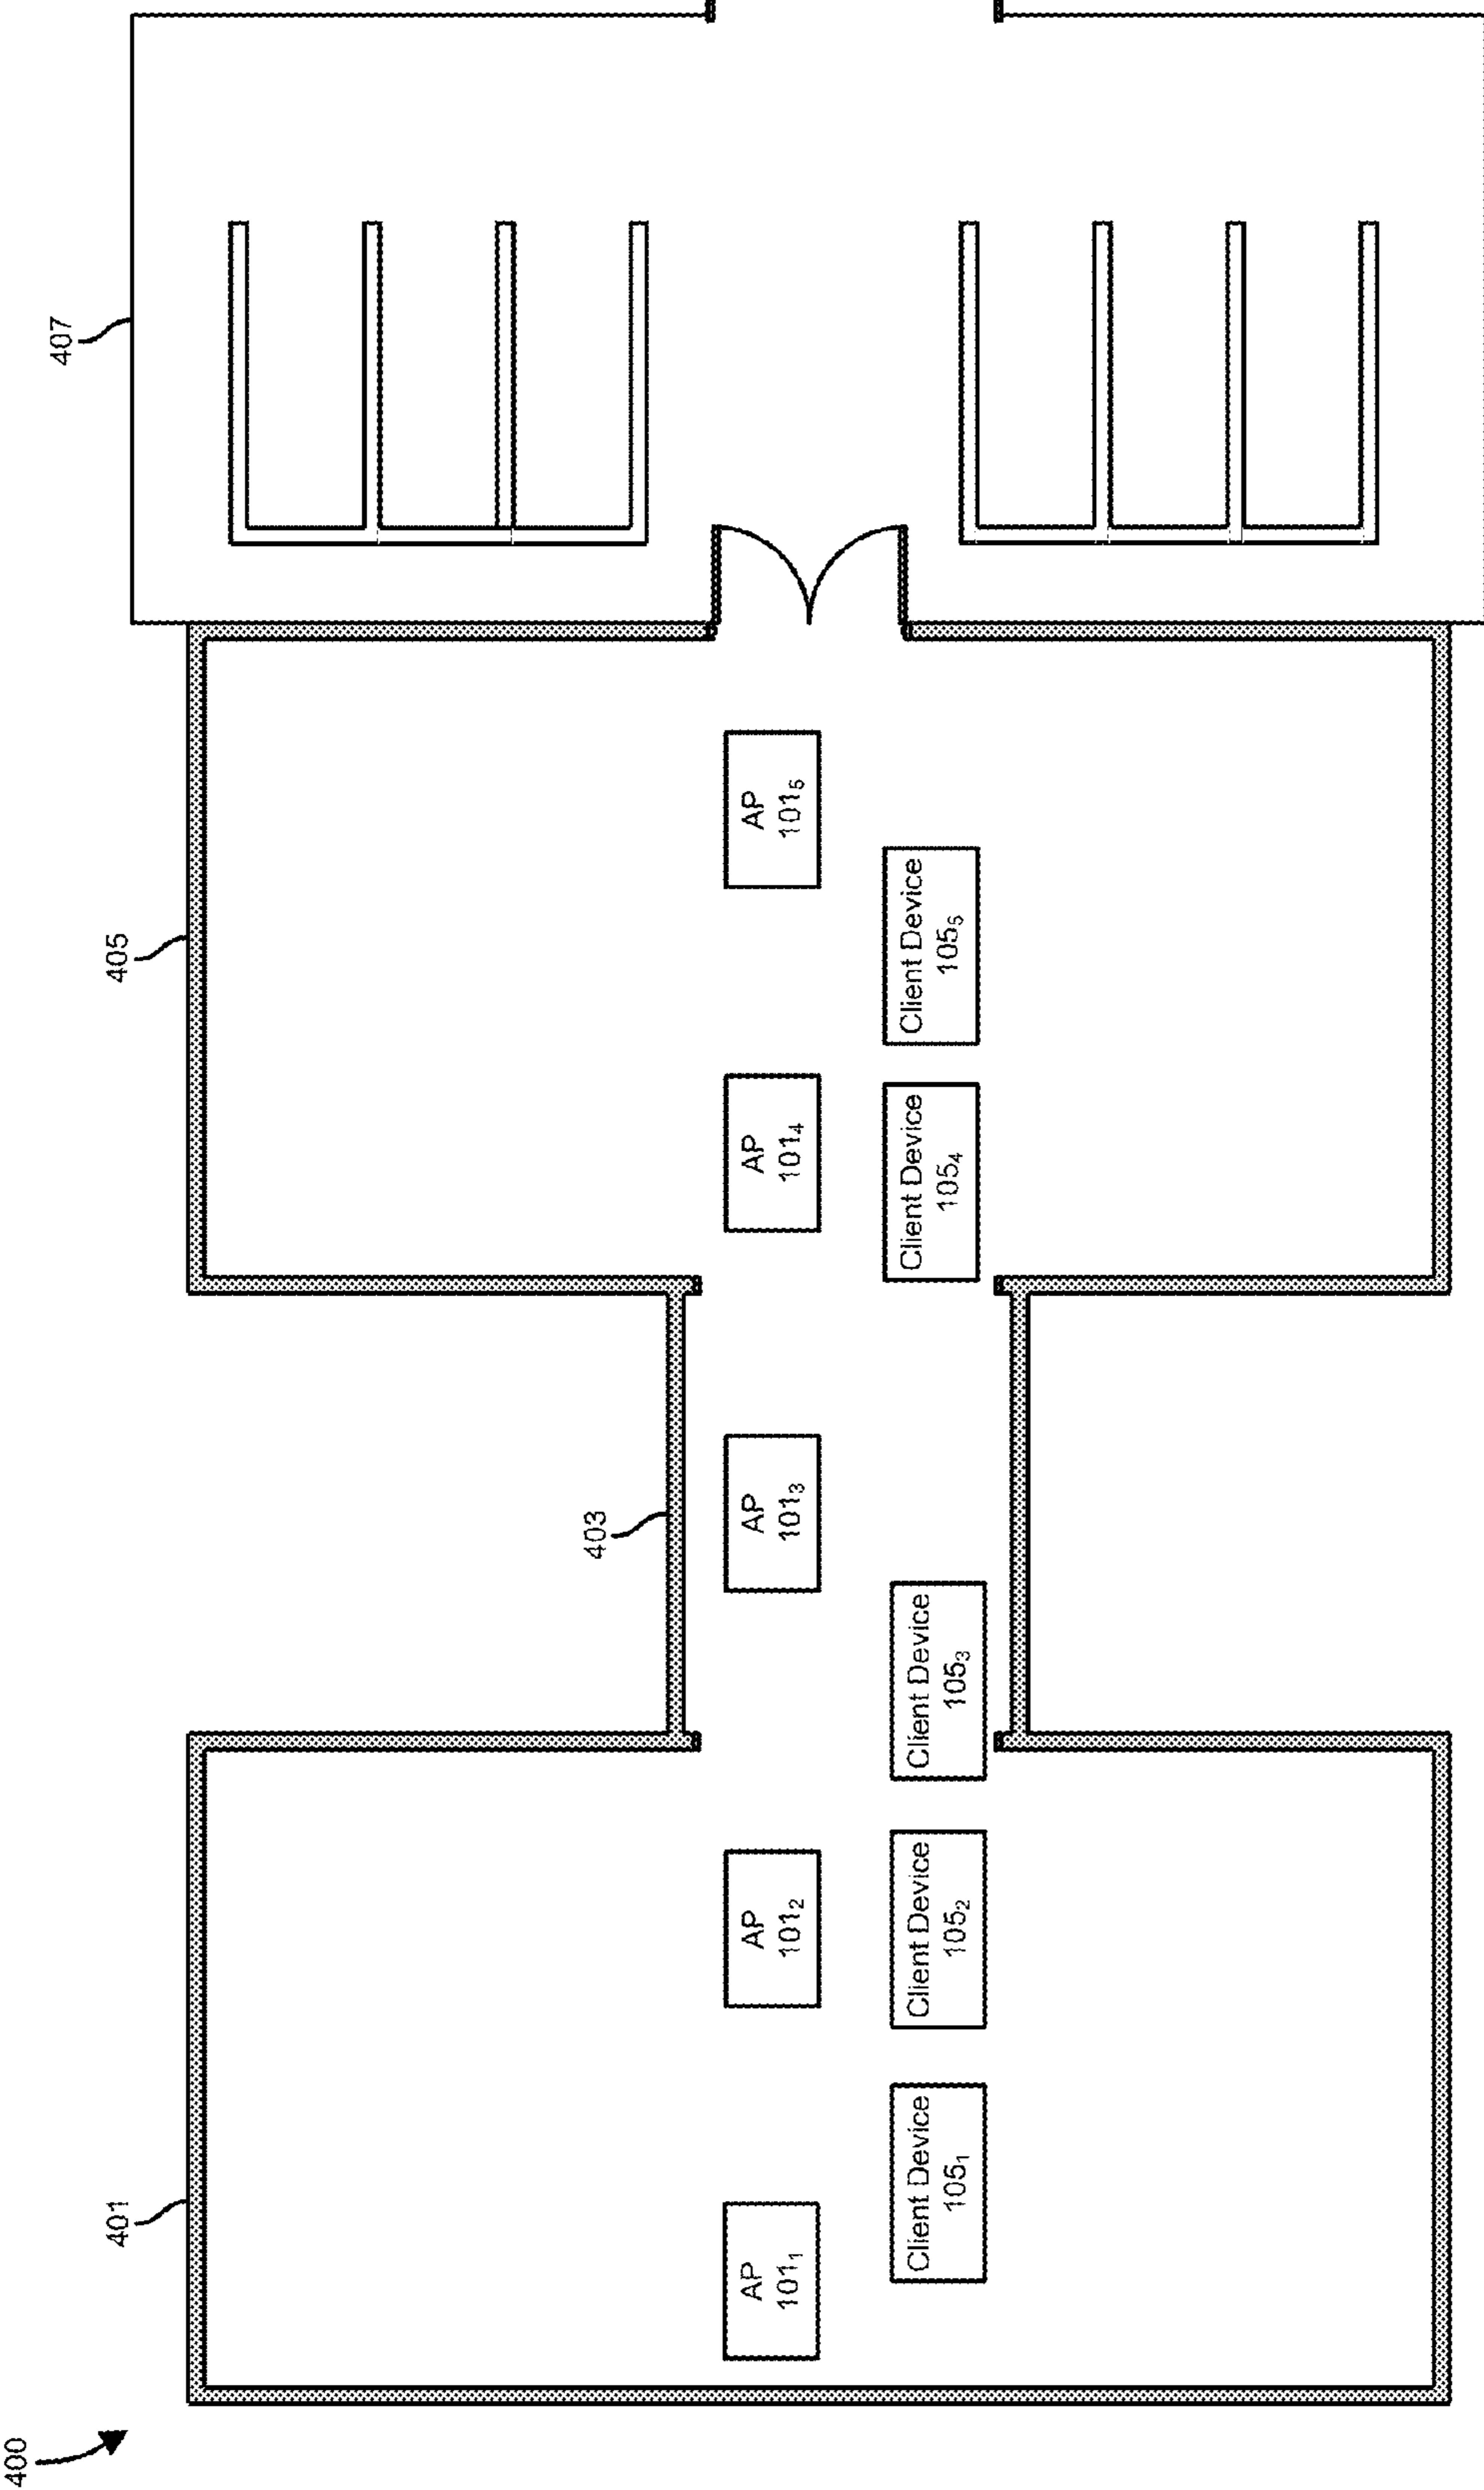 400
407
401
405
403
AP
101₁
AP
101₂
AP
101₃
AP
101₄
AP
101₅
Client Device
105₁
Client Device
105₂
Client Device
105₃
Client Device
105₄
Client Device
105₅